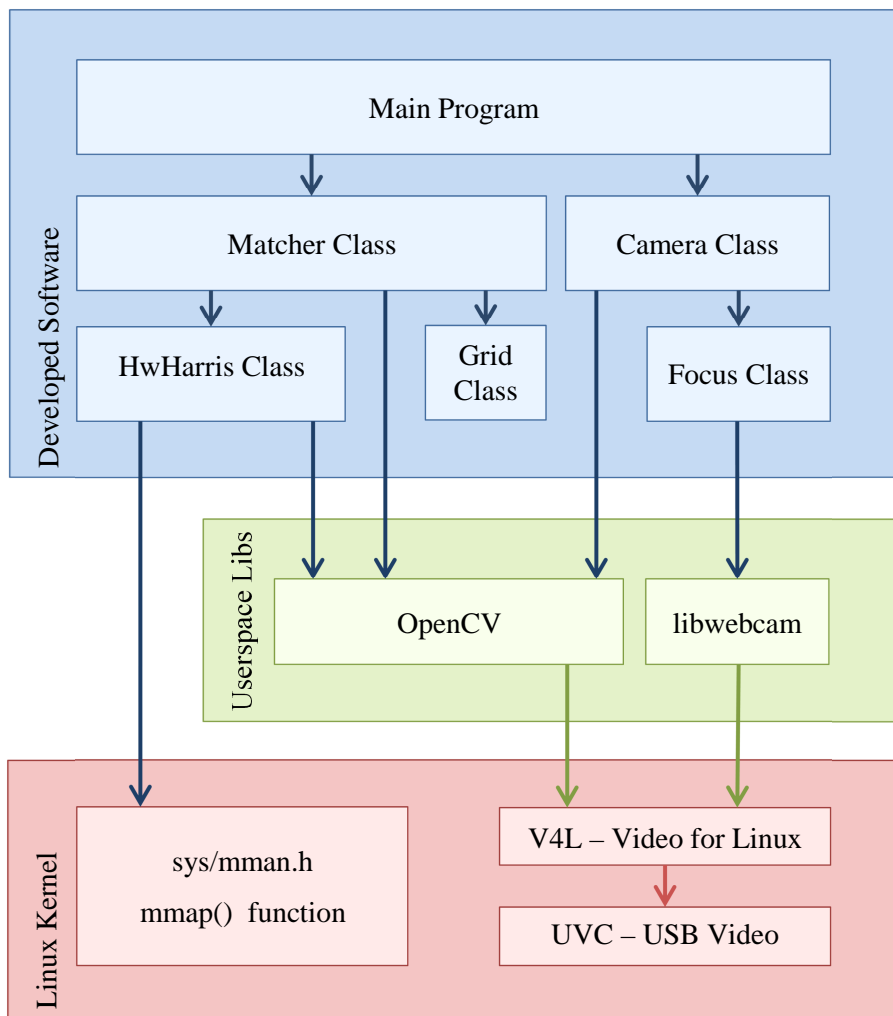 Developed Software
Main Program
Matcher Class
Camera Class
HwHarris Class
Grid
Class
Focus Class
Userspace Libs
OpenCV
libwebcam
Linux Kernel
sys/mman.h
mmap() function
V4L – Video for Linux
UVC – USB Video